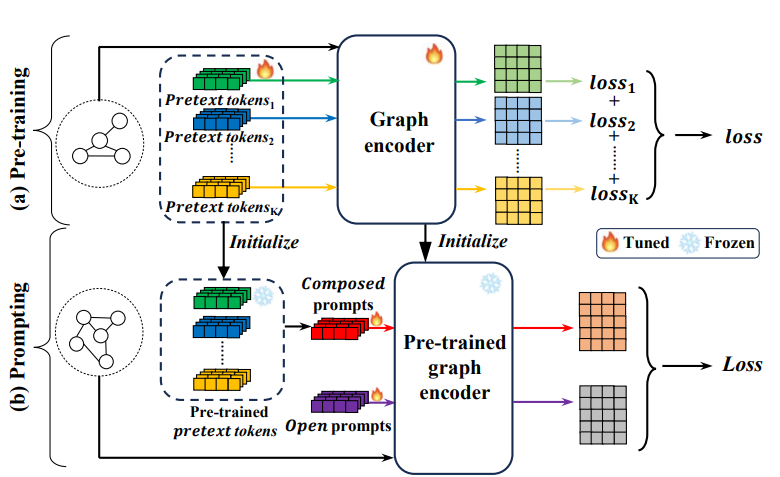 (a) Pre-training
Pretext tokens1
Pretext tokens2
Pretext tokensK
Graph
encoder
loss1
+
loss2
+
+
lossK
loss
Initialize
Initialize
Tuned
Frozen
(b) Prompting
Pre-trained
pretext tokens
Composed
prompts
Open prompts
Pre-trained
graph
encoder
Loss